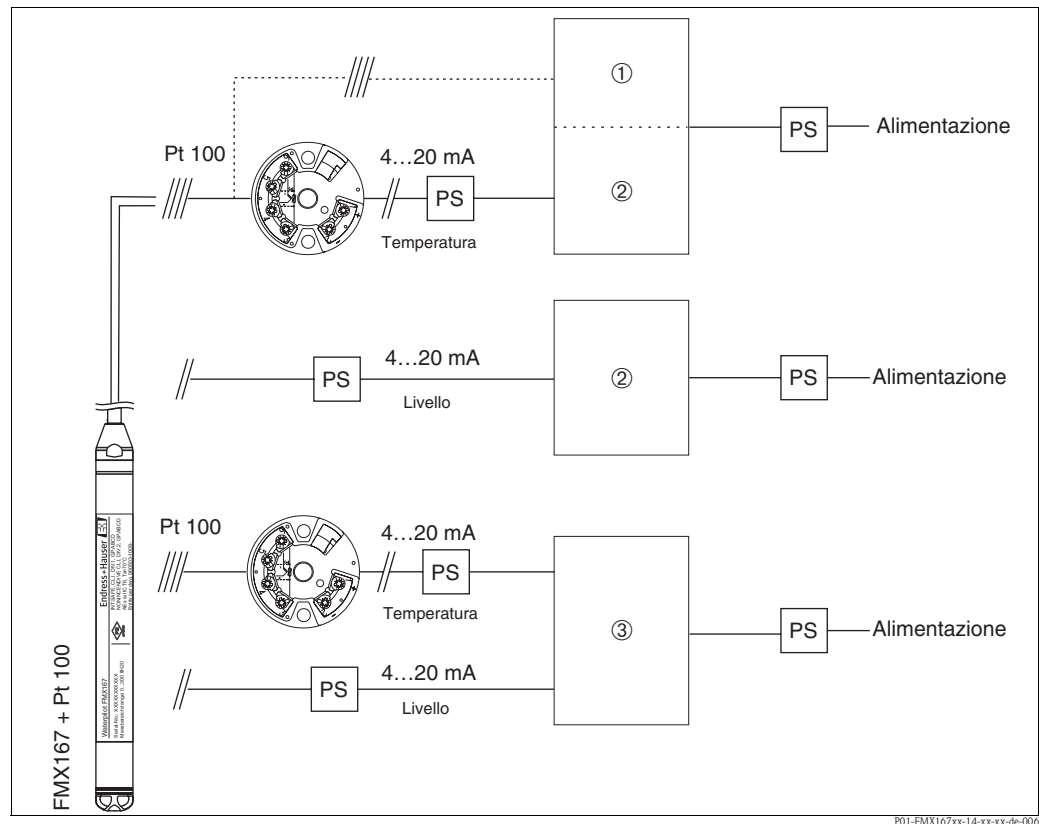 ①
PS
Alimentazione
Pt 100
4…20 mA
PS
②
Temperatura
4…20 mA
PS
②
PS
Alimentazione
Livello
Pt 100
4…20 mA
PS
Temperatura
③
PS
Alimentazione
4…20 mA
PS
Livello
FMX167 + Pt 100
Endress+Hauser
Waterpilot FMX167
P01-FMX167xx-14-xx-xx-de-006